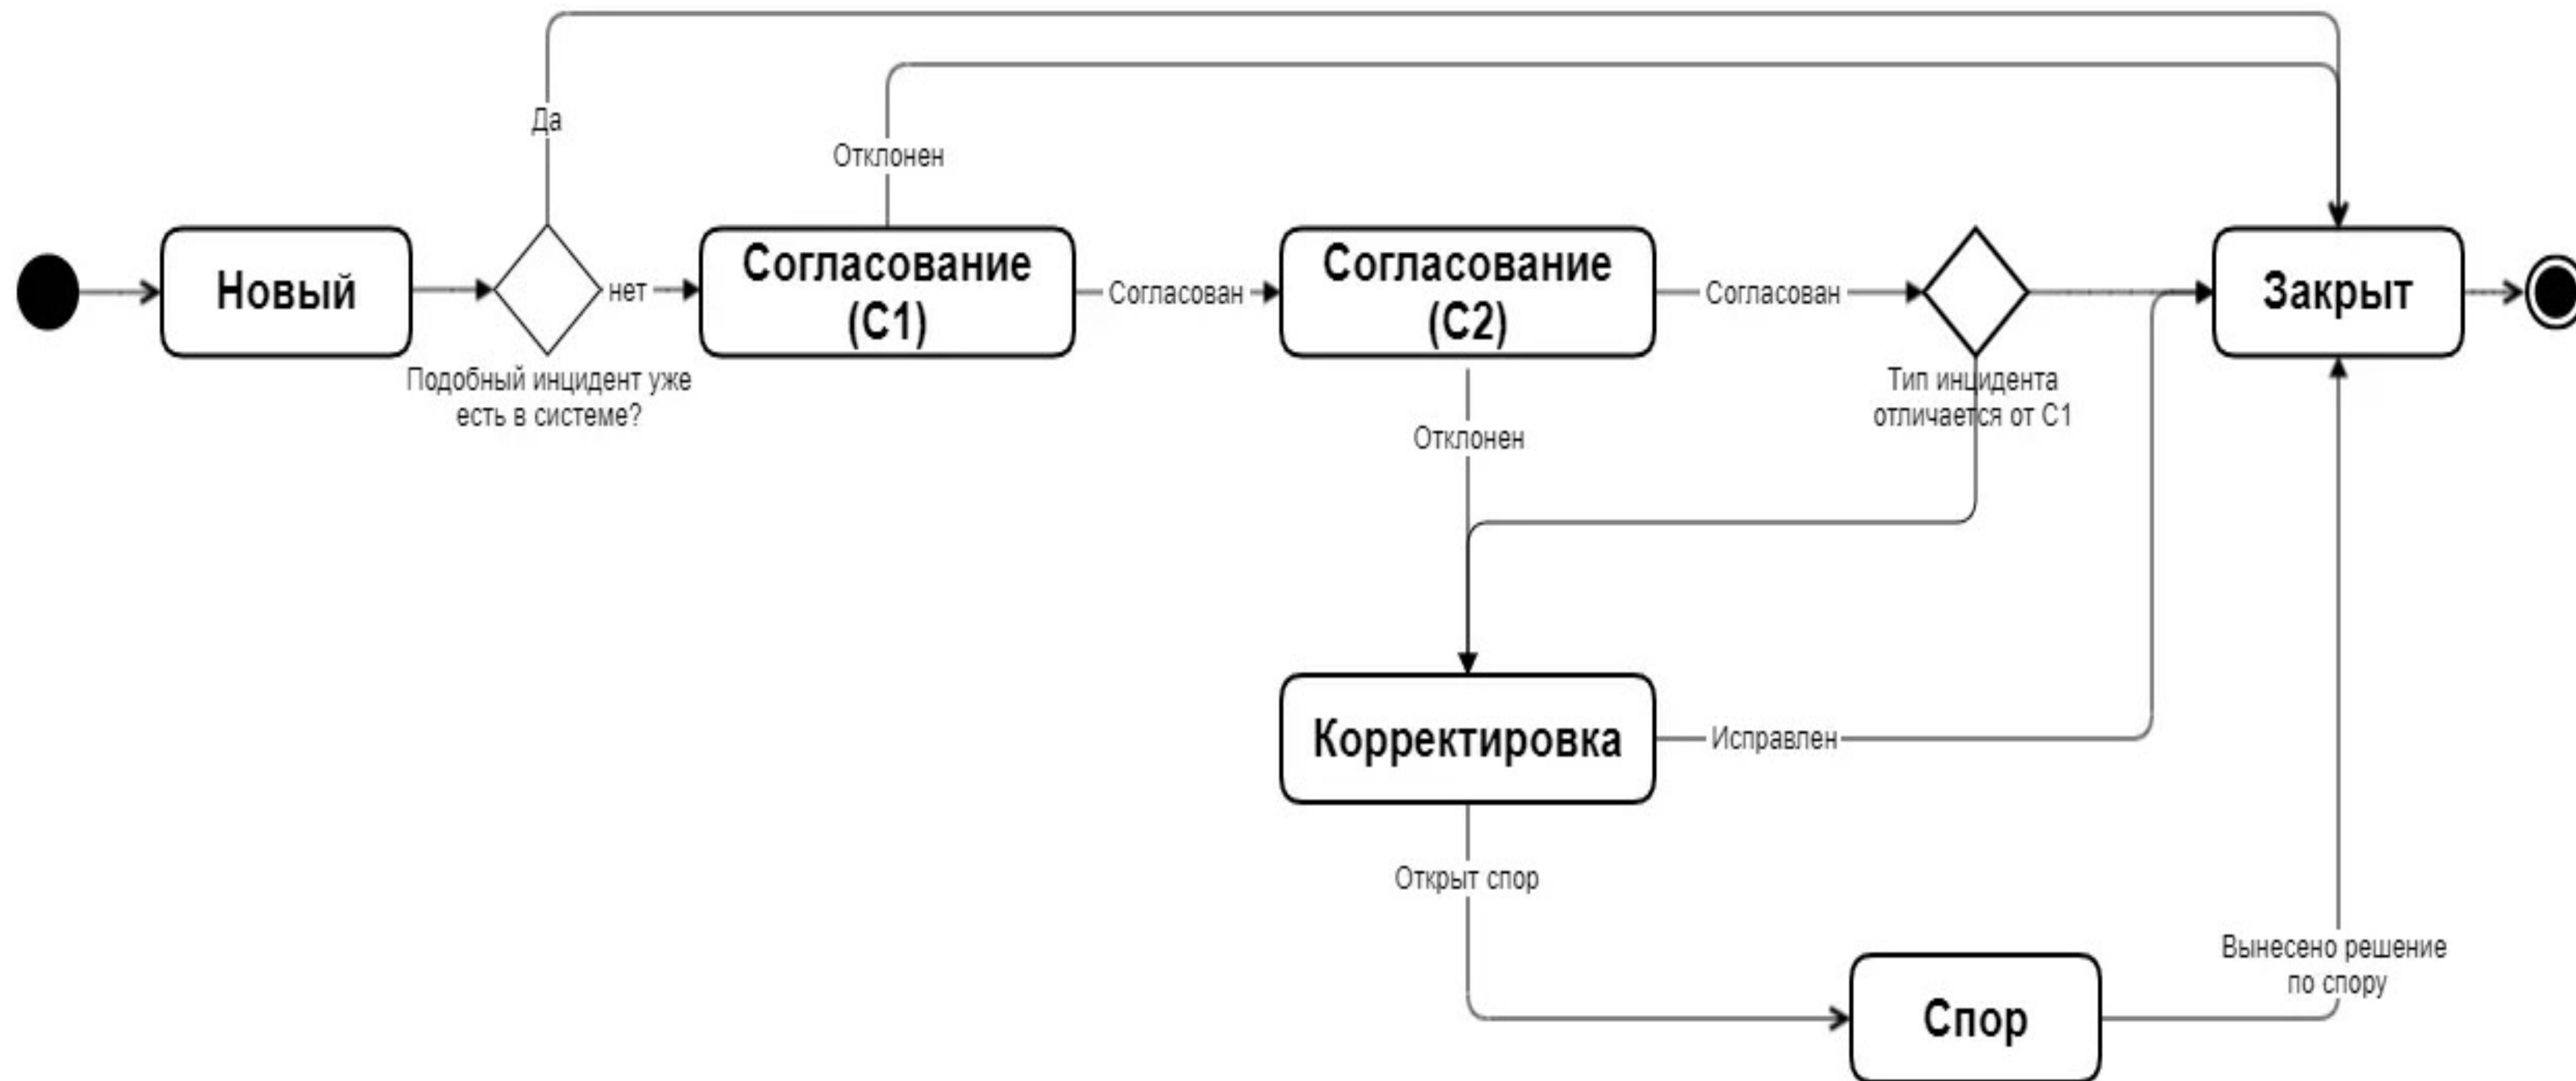 Да
Отклонен
Новый
нет
Согласование
(С1)
Согласован
Согласование
(С2)
Согласован
Закрыт
Подобный инцидент уже
есть в системе?
Тип инцидента
отличается от С1
Отклонен
Корректировка
Исправлен
Открыт спор
Вынесено решение
по спору
Спор